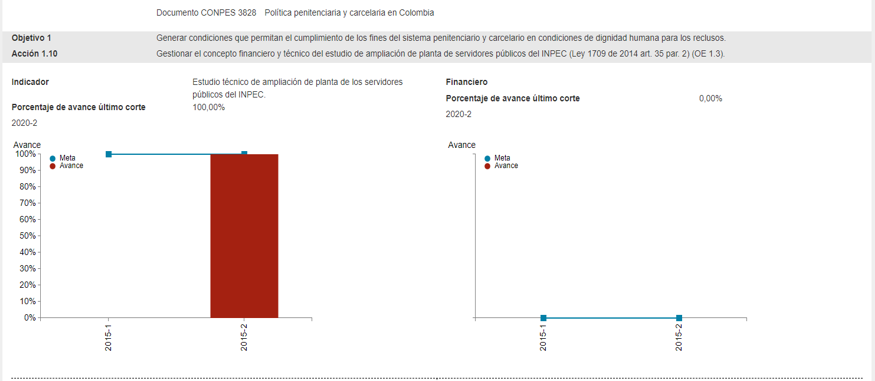 Documento CONPES 3828 Política penitenciaria y carcelaria en Colombia
Objetivo 1 Generar condiciones que permitan el cumplimiento de los fines del sistema penitenciario y carcelario en condiciones de dignidad humana para los reclusos.
Acción 1.10 Gestionar el concepto financiero y técnico del estudio de ampliación de planta de servidores públicos del INPEC (Ley 1709 de 2014 art. 35 par. 2) (OE 1.3).
Indicador Estudio técnico de ampliación de planta de los servidores
públicos del INPEC.
Porcentaje de avance último corte 100,00%
2020-2
Avance
Meta
Avance
100%
90%
80%
70%
60%
50%
40%
30%
20%
10%
0%
2015-1
2015-2
Financiero
Porcentaje de avance último corte 0,00%
2020-2
Avance
Meta
Avance
2015-1
2015-2